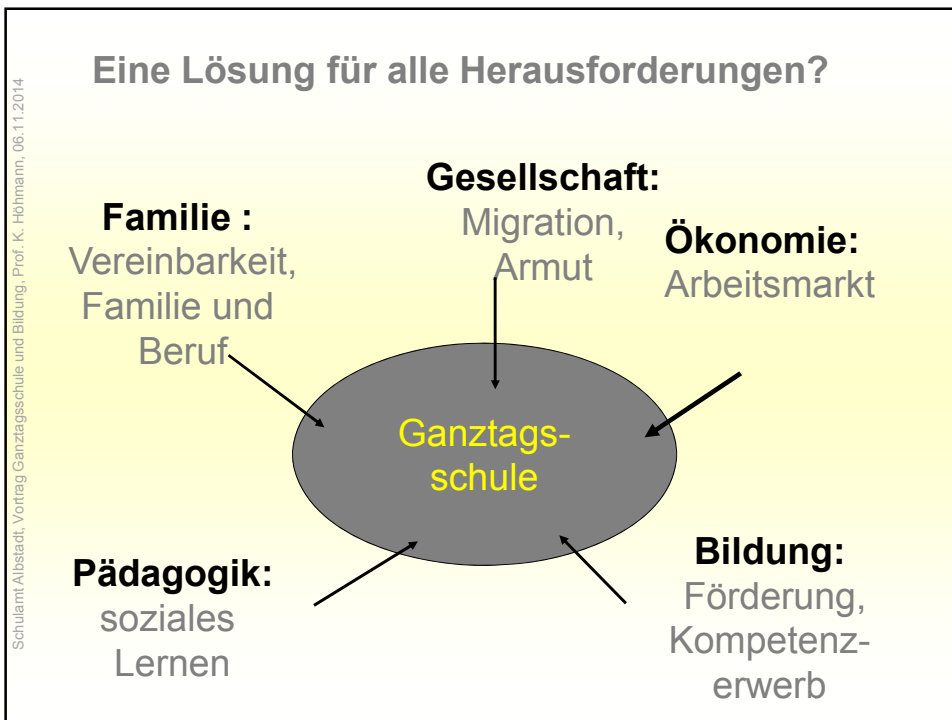 Eine Lösung für alle Herausforderungen?
Schulamt Albstadt, Vortrag Ganztagsschule und Bildung, Prof. K. Höhmann, 06.11.2014
Familie :
Vereinbarkeit,
Familie und
Beruf
Gesellschaft:
Migration,
Armut
Ökonomie:
Arbeitsmarkt
Ganztags-
schule
Pädagogik:
soziales
Lernen
Bildung:
Förderung,
Kompetenz-
erwerb